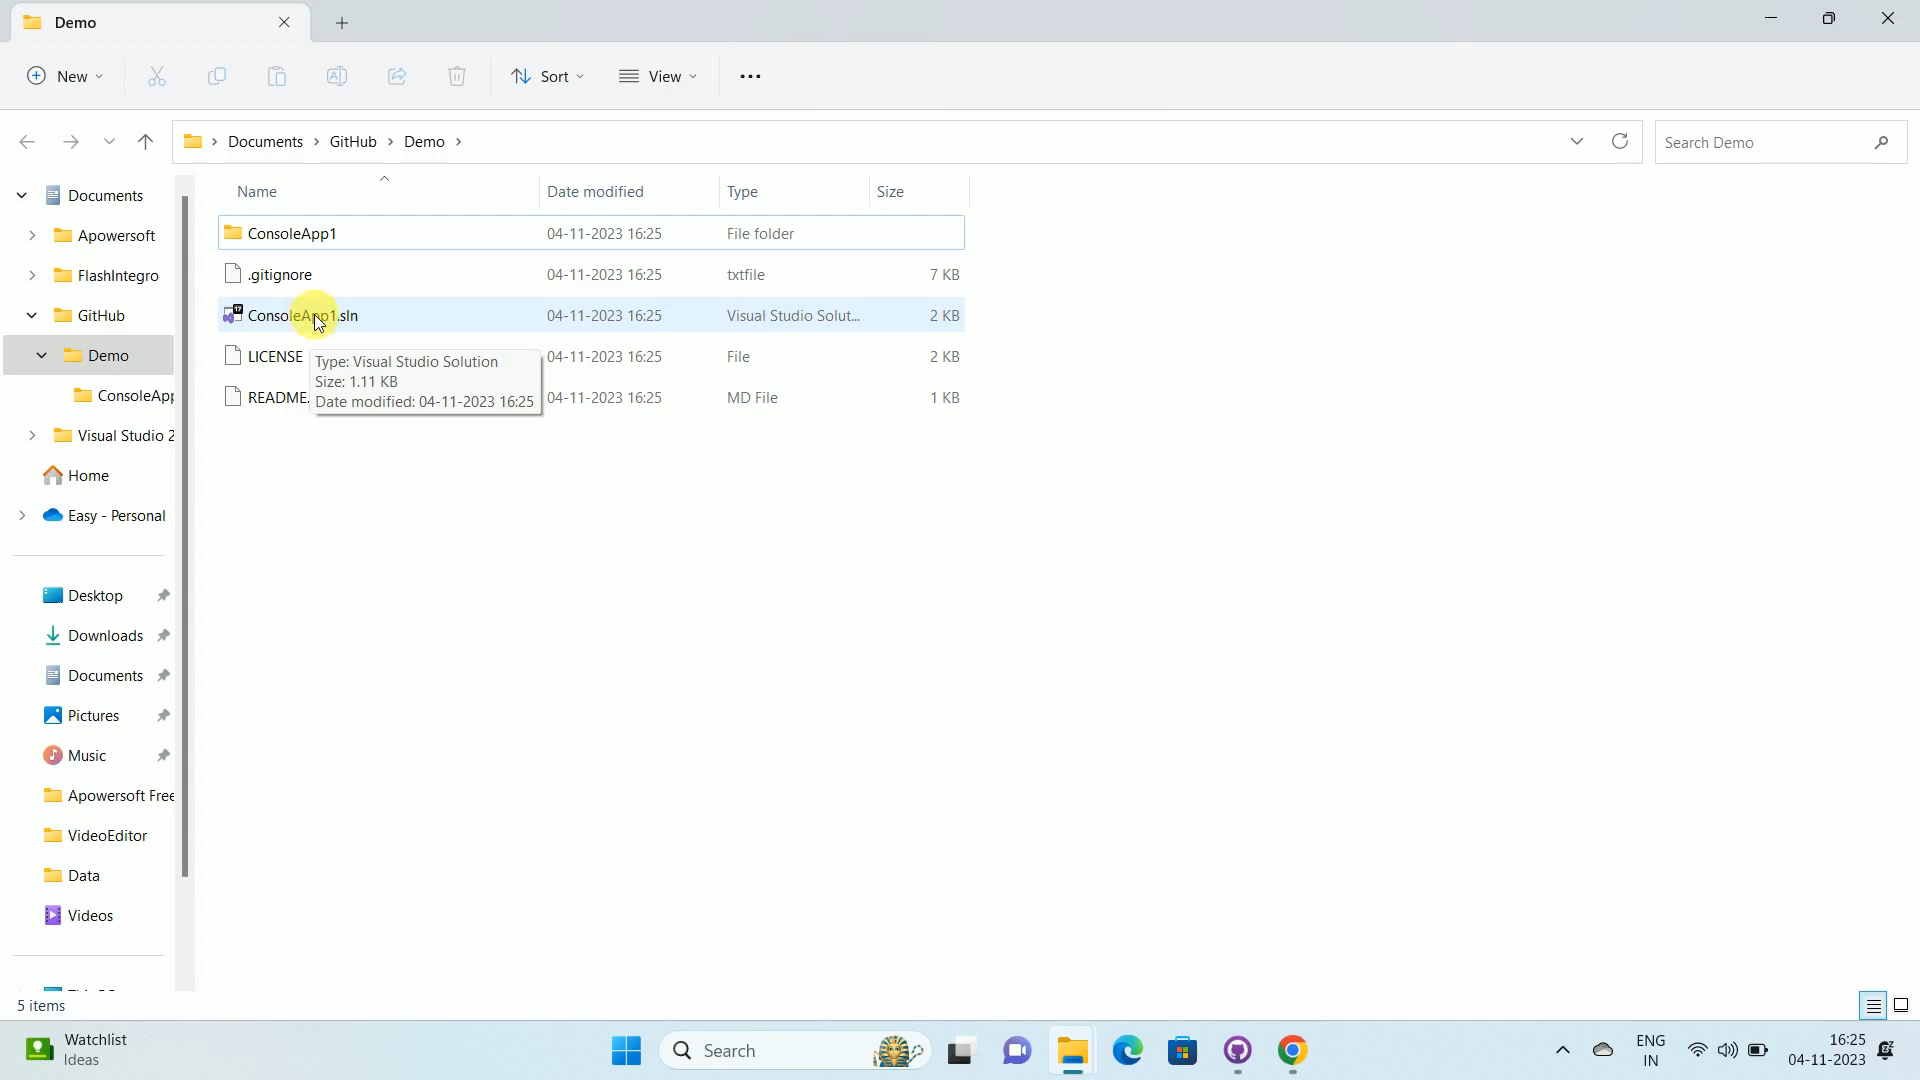 Demo
New
Sort
View
Documents
GitHub
Demo
Search Demo
Documents
Apowersoft
FlashIntegro
GitHub
Demo
ConsoleApp
Visual Studio 2
Home
Easy - Personal
Desktop
Downloads
Documents
Pictures
Music
Apowersoft Free
VideoEditor
Data
Videos
Name Date modified Type Size
ConsoleApp1 04-11-2023 16:25 File folder
.gitignore 04-11-2023 16:25 txtfile 7 KB
ConsoleApp1.sln 04-11-2023 16:25 Visual Studio Solut... 2 KB
LICENSE 04-11-2023 16:25 File 2 KB
README. 04-11-2023 16:25 MD File 1 KB
Type: Visual Studio Solution
Size: 1.11 KB
Date modified: 04-11-2023 16:25
5 items
Watchlist
Ideas
Search
ENG
IN
16:25
04-11-2023